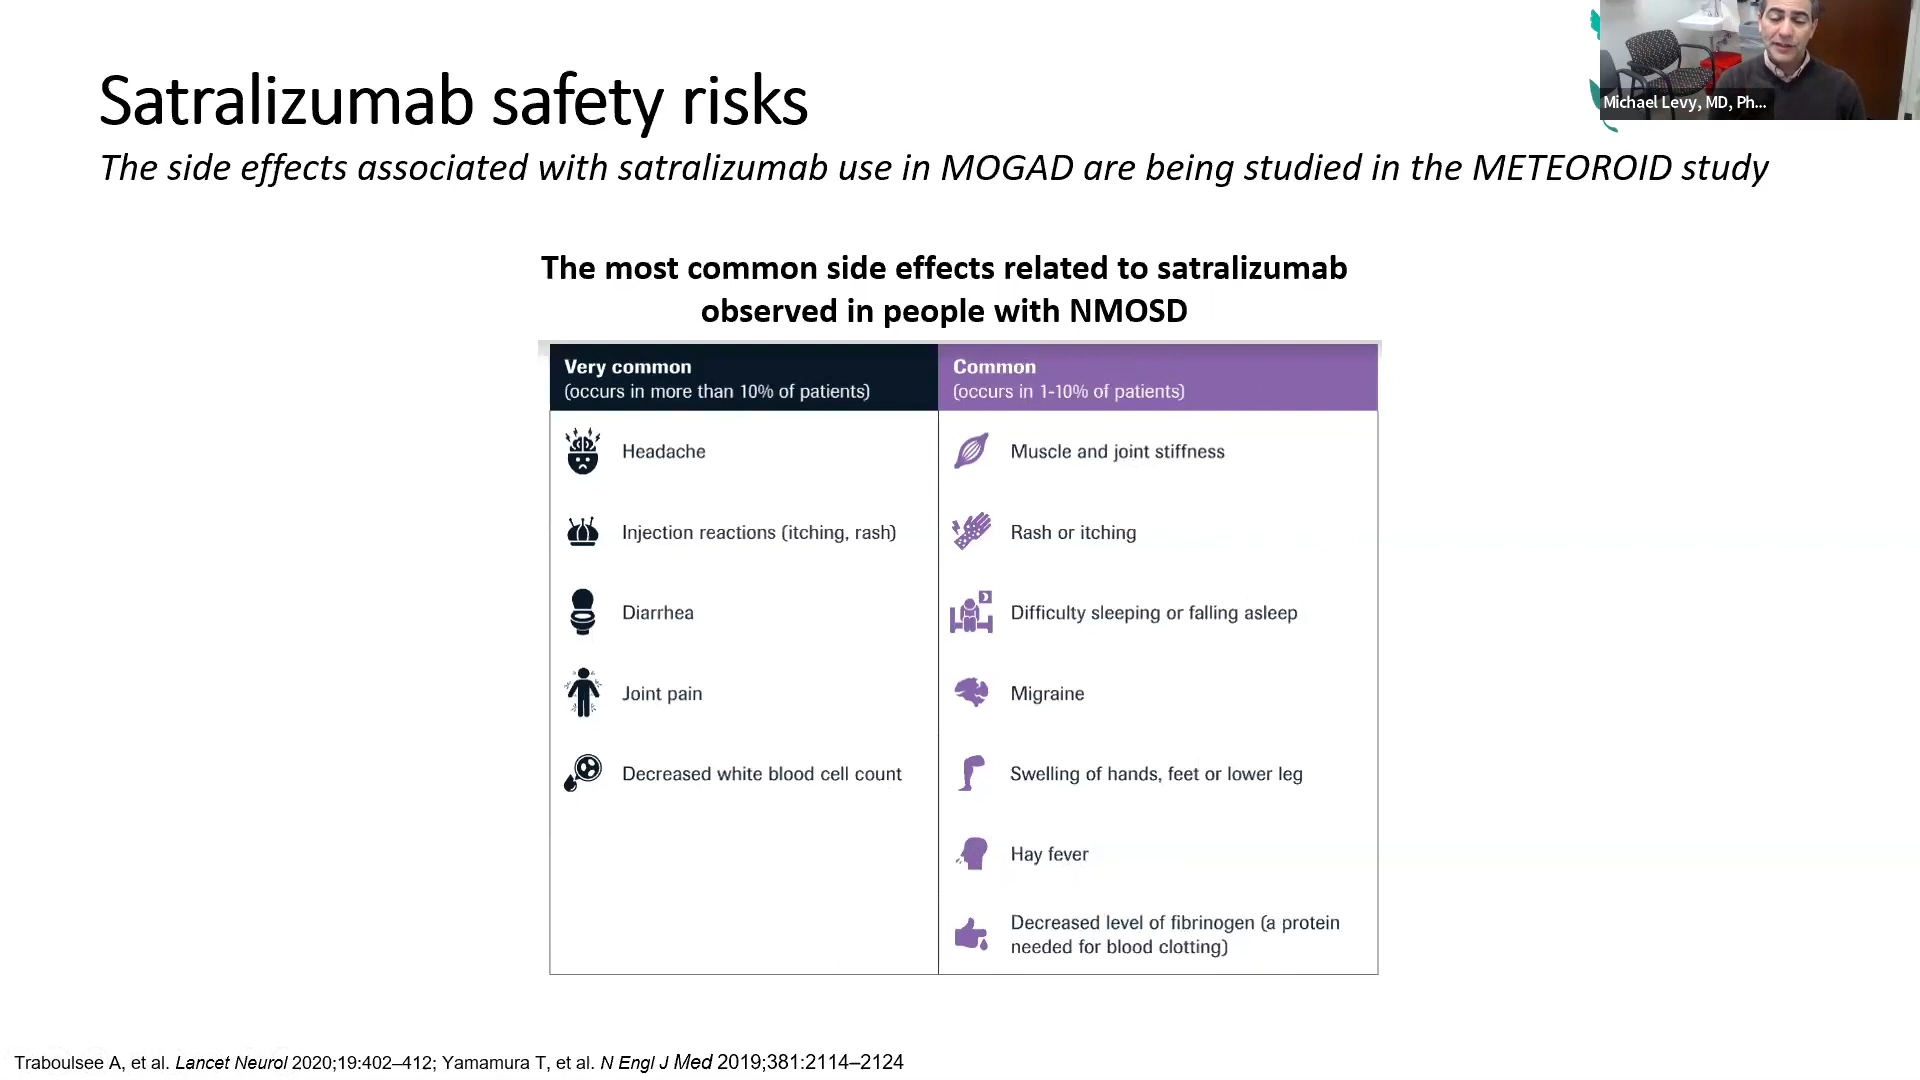 Satralizumab safety risks
The side effects associated with satralizumab use in MOGAD are being studied in the METEOROID study
Michael Levy, MD, Ph...
The most common side effects related to satralizumab
observed in people with NMOSD
Very common
(occurs in more than 10% of patients)
Headache
Injection reactions (itching, rash)
Diarrhea
Joint pain
Decreased white blood cell count
Common
(occurs in 1-10% of patients)
Muscle and joint stiffness
Rash or itching
Difficulty sleeping or falling asleep
Migraine
Swelling of hands, feet or lower leg
Hay fever
Decreased level of fibrinogen (a protein
needed for blood clotting)
Traboulsee A, et al. Lancet Neurol 2020;19:402–412; Yamamura T, et al. N Engl J Med 2019;381:2114–2124